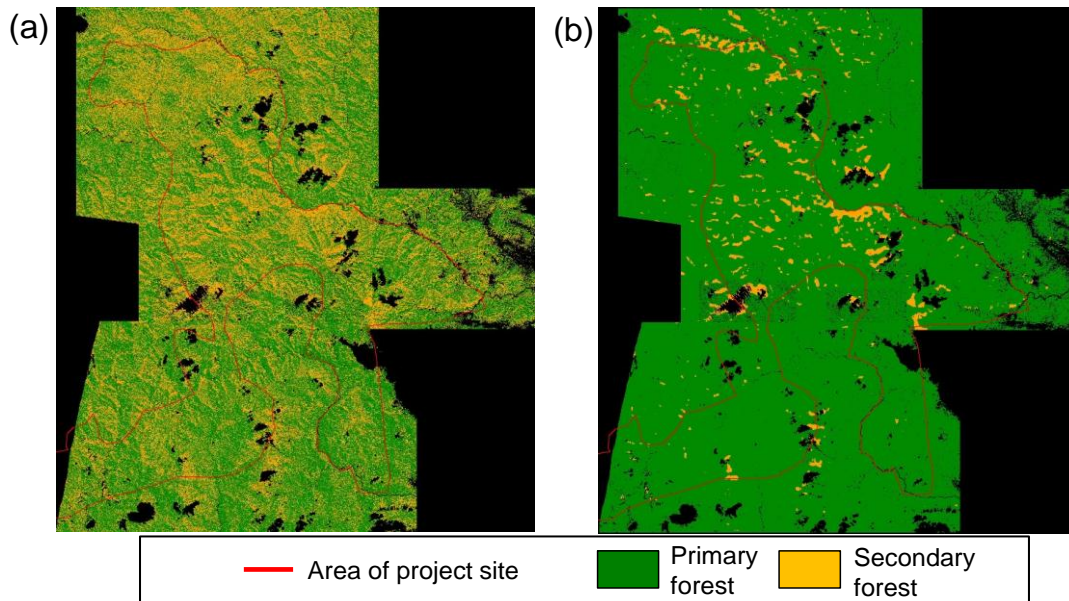 (a)
(b)
Area of project site
Primary
forest
Secondary
forest